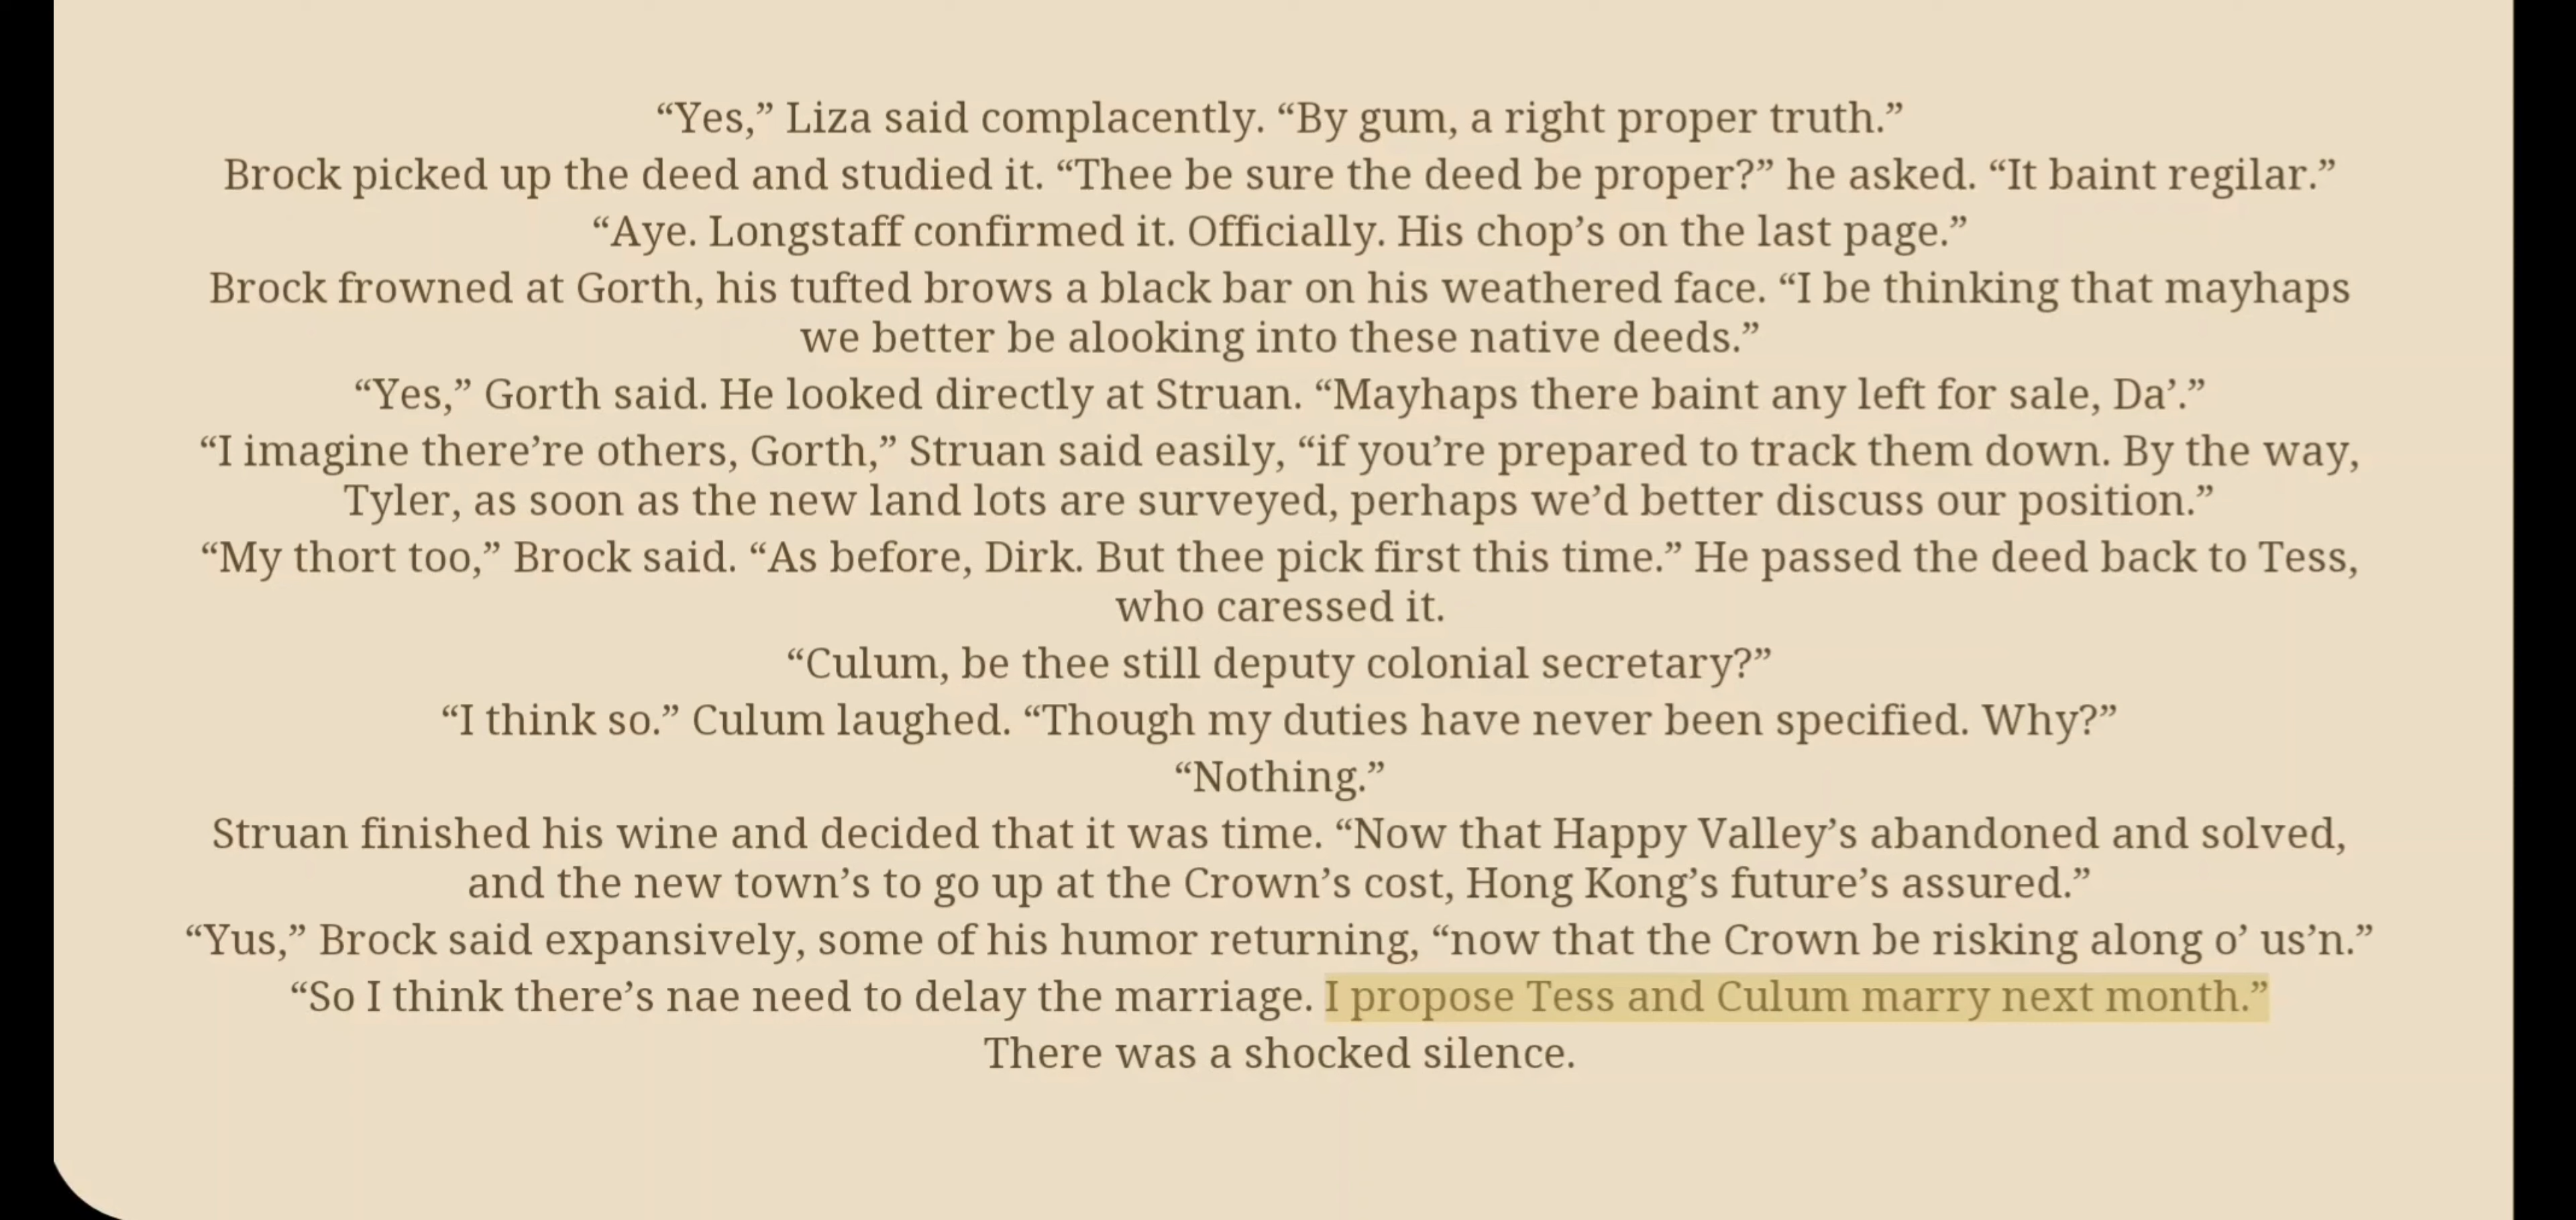 “Yes,” Liza said complacently. “By gum, a right proper truth.”
Brock picked up the deed and studied it. “Thee be sure the deed be proper?” he asked. “It baint regilar.”
“Aye. Longstaff confirmed it. Officially. His chop’s on the last page.”
Brock frowned at Gorth, his tufted brows a black bar on his weathered face. “I be thinking that mayhaps
we better be alooking into these native deeds.”
“Yes,” Gorth said. He looked directly at Struan. “Mayhaps there baint any left for sale, Da’.”
“I imagine there’re others, Gorth,” Struan said easily, “if you’re prepared to track them down. By the way,
Tyler, as soon as the new land lots are surveyed, perhaps we’d better discuss our position.”
“My thort too,” Brock said. “As before, Dirk. But thee pick first this time.” He passed the deed back to Tess,
who caressed it.
“Culum, be thee still deputy colonial secretary?”
“I think so.” Culum laughed. “Though my duties have never been specified. Why?”
“Nothing.”
Struan finished his wine and decided that it was time. “Now that Happy Valley’s abandoned and solved,
and the new town’s to go up at the Crown’s cost, Hong Kong’s future’s assured.”
“Yus,” Brock said expansively, some of his humor returning, “now that the Crown be risking along o’ us’n.”
“So I think there’s nae need to delay the marriage. I propose Tess and Culum marry next month.”
There was a shocked silence.